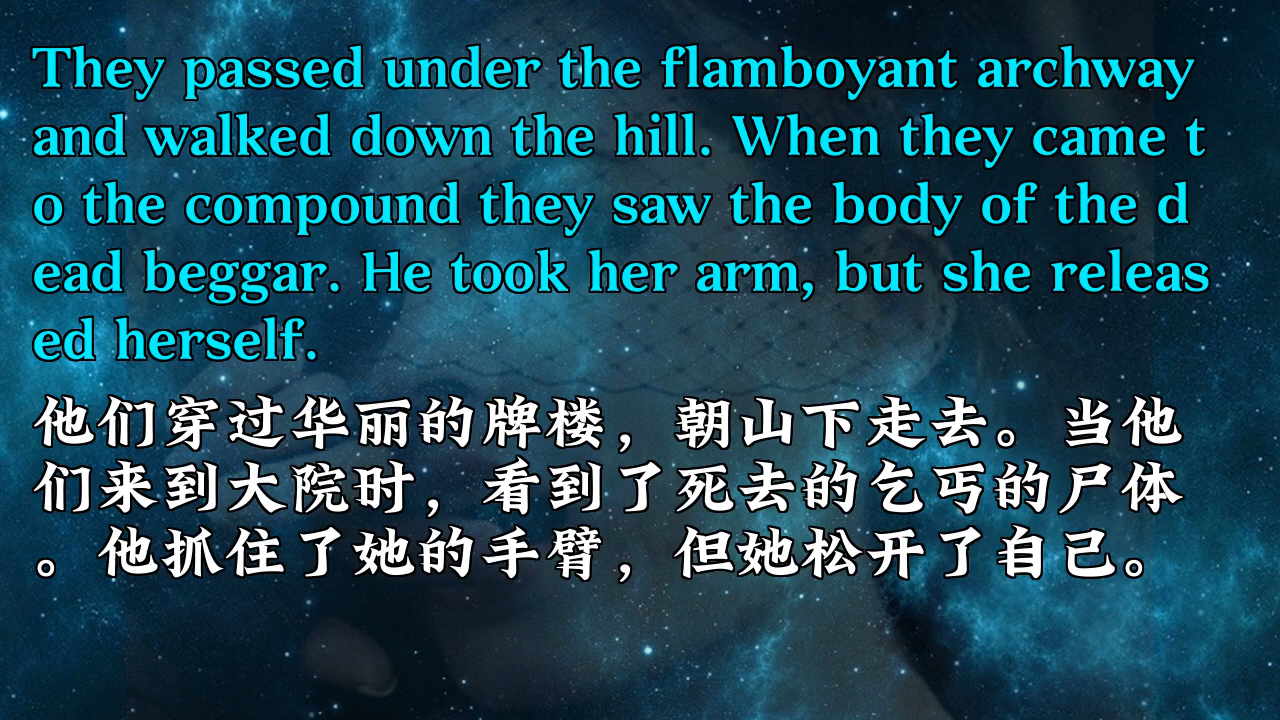 They passed under the flamboyant archway
and walked down the hill. When they came t
o the compound they saw the body of the d
ead beggar. He took her arm, but she releas
ed herself.
他们穿过华丽的牌楼，朝山下走去。当他
们来到大院时，看到了死去的乞丐的尸体
。他抓住了她的手臂，但她松开了自己。